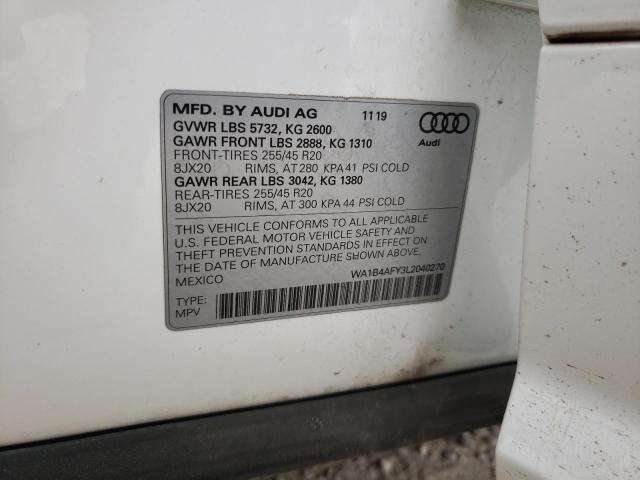 MFD. BY AUDI AG 11 19
GVWR LBS 5732, KG 2600
GAWR FRONT LBS 2888, KG 1310
FRONT-TIRES 255/45 R20
8JX20 RIMS, AT 280 KPA 41 PSI COLD
GAWR REAR LBS 3042, KG 1380
REAR-TIRES 255/45 R20
8JX20 RIMS, AT 300 KPA 44 PSI COLD
Audi
THIS VEHICLE CONFORMS TO ALL APPLICABLE
U.S. FEDERAL MOTOR VEHICLE SAFETY AND
THEFT PREVENTION STANDARDS IN EFFECT ON
THE DATE OF MANUFACTURE SHOWN ABOVE.
MEXICO WA1B4AFY3L2040270
TYPE:
MPV